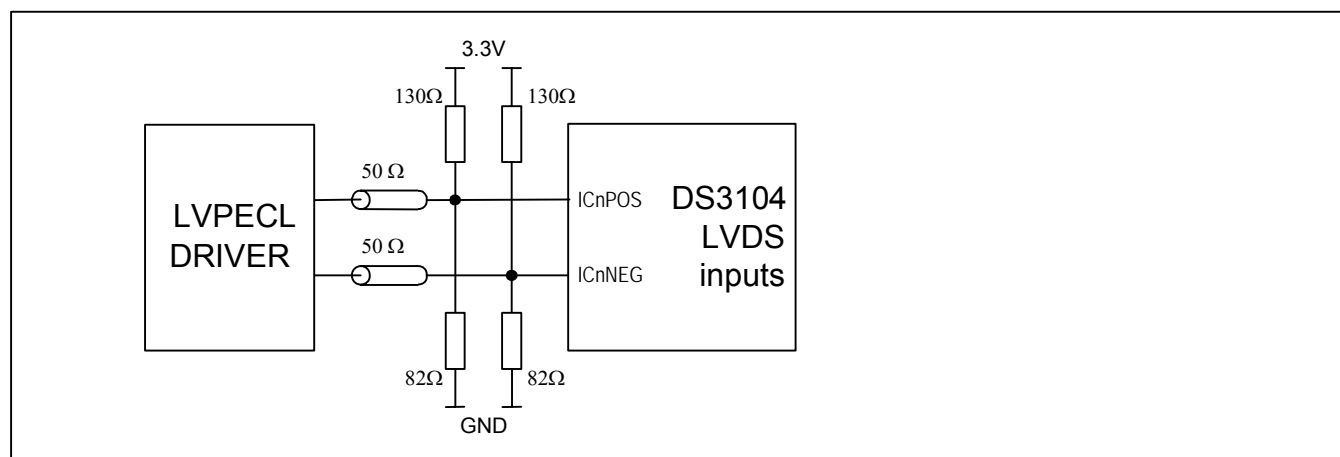 3.3V
130Ω
130Ω
50 Ω
LVPECL
DRIVER
50 Ω
ICnPOS
ICnNEG
DS3104
LVDS
inputs
82Ω
82Ω
GND